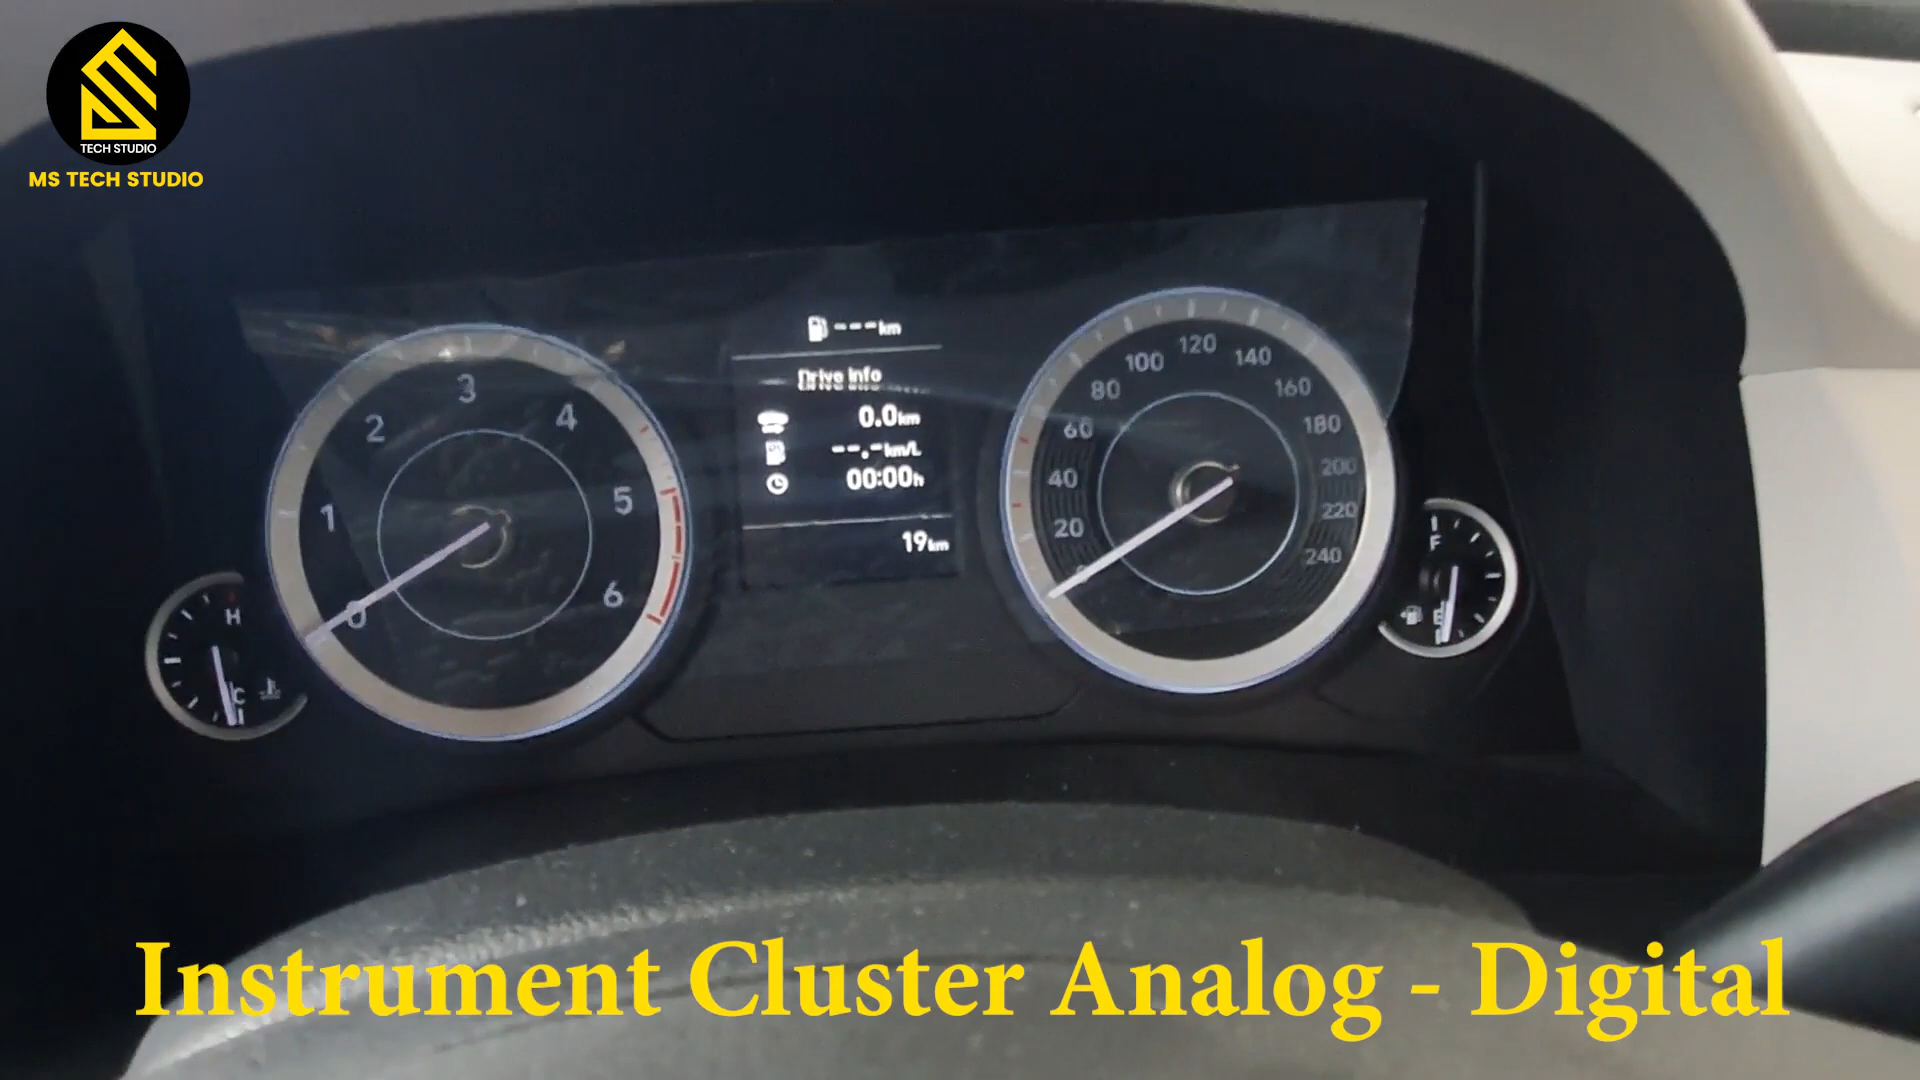 TECH STUDIO
MS TECH STUDIO
---km
Drive Info
0.0km
--.-km/L
00:00h
19km
0
1
2
3
4
5
6
H
C
20
40
60
80
100
120
140
160
180
200
220
240
F
E
Instrument Cluster Analog - Digital